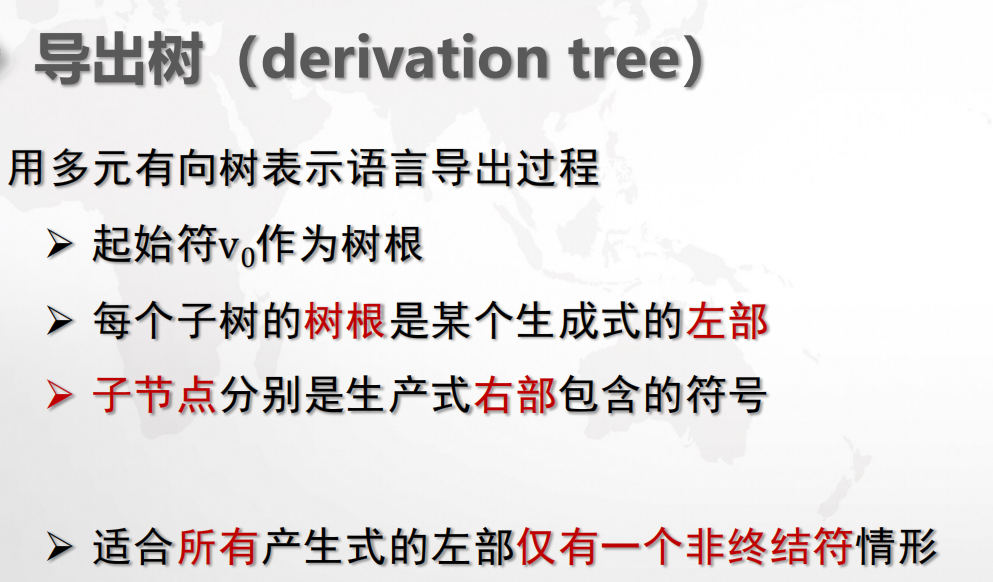 导出树（derivation tree）
用多元有向树表示语言导出过程
➢ 起始符v₀作为树根
➢ 每个子树的树根是某个生成式的左部
➢ 子节点分别是生产式右部包含的符号
➢ 适合所有产生式的左部仅有一个非终结符情形